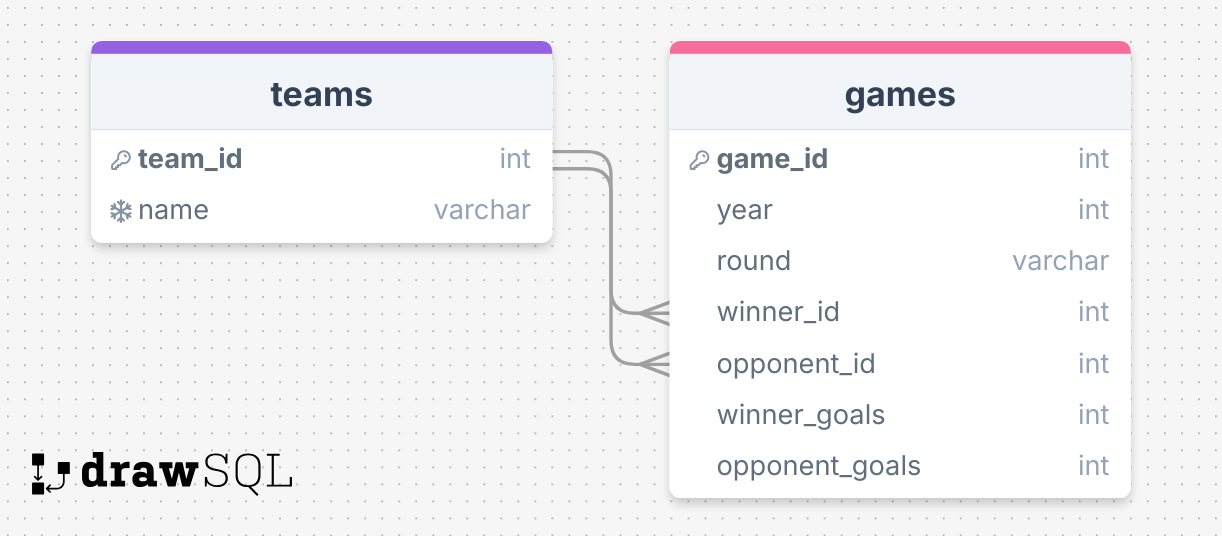 teams
team_id int
name varchar
games
game_id int
year int
round varchar
winner_id int
opponent_id int
winner_goals int
opponent_goals int
drawSQL